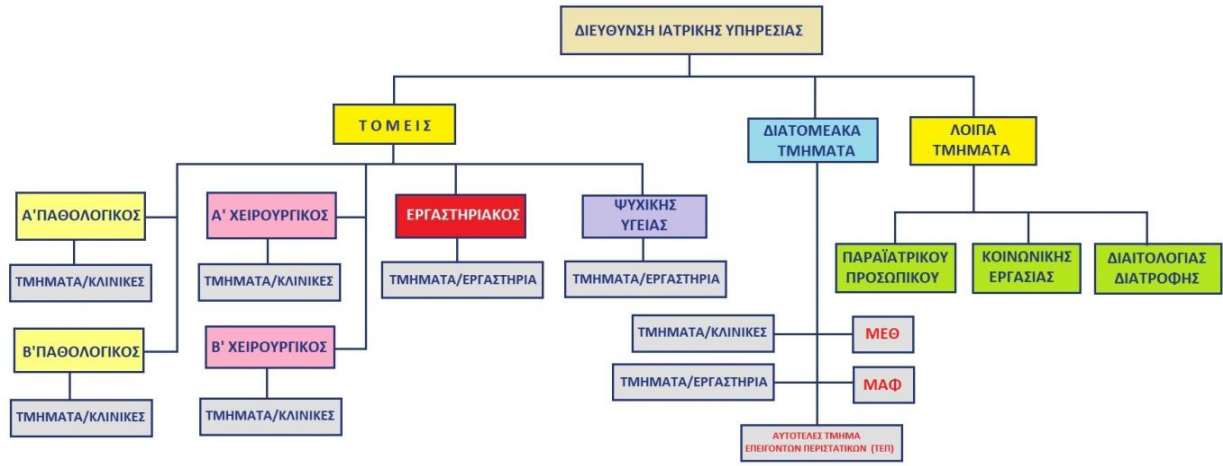 ΔΙΕΥΘΥΝΣΗ ΙΑΤΡΙΚΗΣ ΥΠΗΡΕΣΙΑΣ
Τ Ο Μ Ε Ι Σ
ΔΙΑΤΟΜΕΑΚΑ
ΤΜΗΜΑΤΑ
ΛΟΙΠΑ
ΤΜΗΜΑΤΑ
Α'ΠΑΘΟΛΟΓΙΚΟΣ
Α' ΧΕΙΡΟΥΡΓΙΚΟΣ
ΕΡΓΑΣΤΗΡΙΑΚΟΣ
ΨΥΧΙΚΗΣ
ΥΓΕΙΑΣ
ΤΜΗΜΑΤΑ/ΚΛΙΝΙΚΕΣ
ΤΜΗΜΑΤΑ/ΚΛΙΝΙΚΕΣ
ΤΜΗΜΑΤΑ/ΕΡΓΑΣΤΗΡΙΑ
ΤΜΗΜΑΤΑ/ΕΡΓΑΣΤΗΡΙΑ
ΠΑΡΑΪΑΤΡΙΚΟΥ
ΠΡΟΣΩΠΙΚΟΥ
ΚΟΙΝΩΝΙΚΗΣ
ΕΡΓΑΣΙΑΣ
ΔΙΑΙΤΟΛΟΓΙΑΣ
ΔΙΑΤΡΟΦΗΣ
Β'ΠΑΘΟΛΟΓΙΚΟΣ
Β' ΧΕΙΡΟΥΡΓΙΚΟΣ
ΤΜΗΜΑΤΑ/ΚΛΙΝΙΚΕΣ
ΜΕΘ
ΤΜΗΜΑΤΑ/ΕΡΓΑΣΤΗΡΙΑ
ΜΑΦ
ΤΜΗΜΑΤΑ/ΚΛΙΝΙΚΕΣ
ΤΜΗΜΑΤΑ/ΚΛΙΝΙΚΕΣ
ΑΥΤΟΤΕΛΕΣ ΤΜΗΜΑ
ΕΠΕΙΓΟΝΤΩΝ ΠΕΡΙΣΤΑΤΙΚΩΝ (ΤΕΠ)